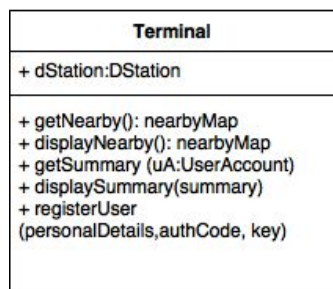 Terminal
+ dStation:DStation
+ getNearby(): nearbyMap
+ displayNearby(): nearbyMap
+ getSummary (uA:UserAccount)
+ displaySummary(summary)
+ registerUser
(personalDetails,authCode, key)